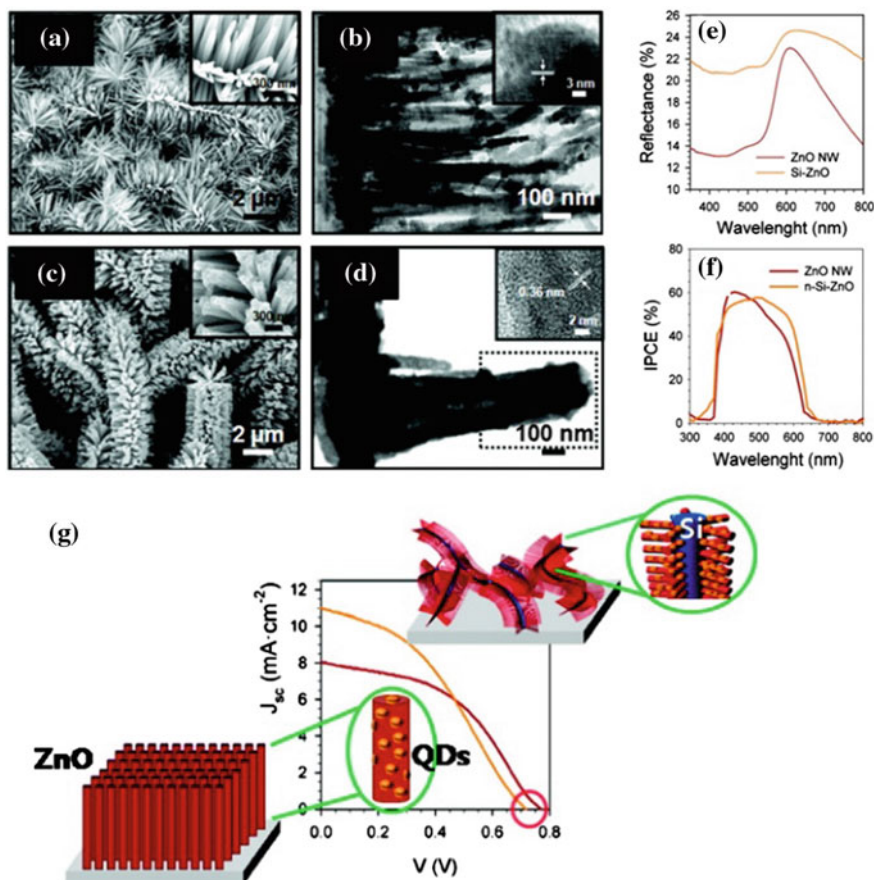 (a)
300 nm
2 µm
(b)
3 nm
100 nm
(c)
300nm
2 µm
(d)
0.36 nm
2 nm
100 nm
(e)
Reflectance (%)
26
24
22
20
18
16
14
12
10
ZnO NW
Si-ZnO
400 500 600 700 800
Wavelenght (nm)
(f)
IPCE (%)
80
60
40
20
0
ZnO NW
n-Si-ZnO
300 400 500 600 700 800
Wavelenght (nm)
(g)
Si
J sc (mA·cm-2)
12
10
8
6
4
2
0
ZnO
QDs
0.0 0.2 0.4 0.6 0.8
V (V)